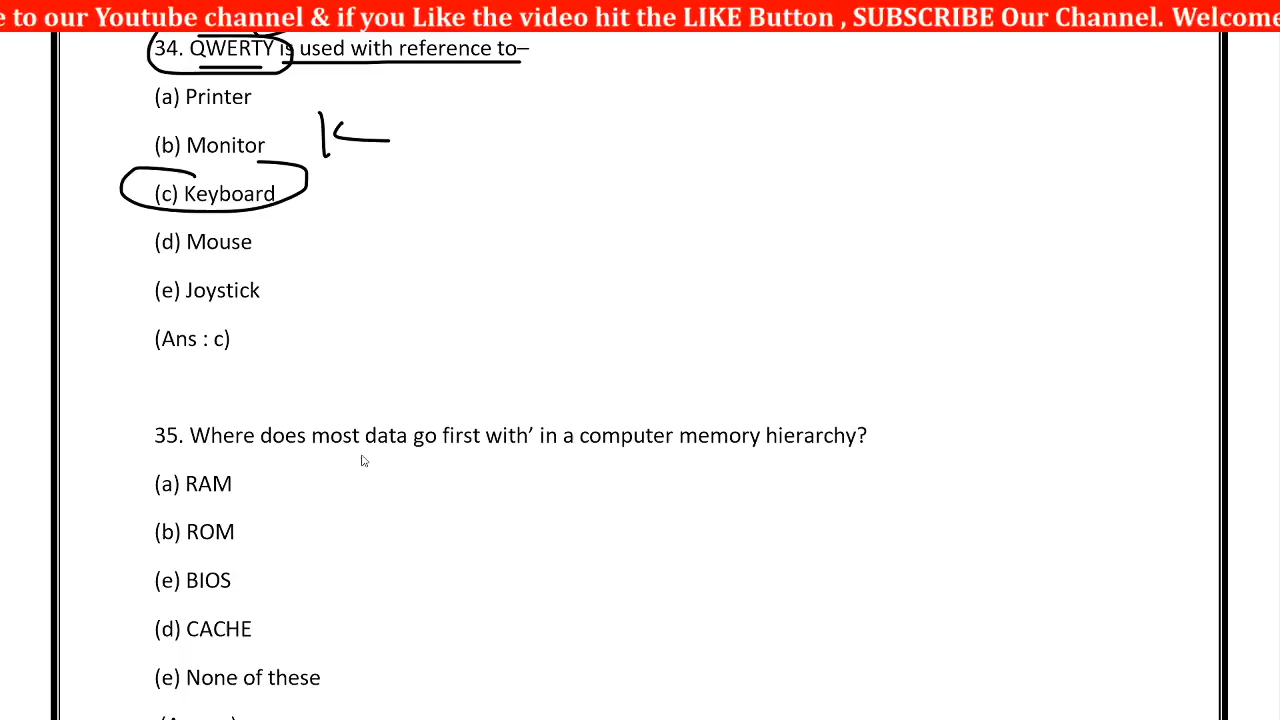 e to our Youtube channel & if you Like the video hit the LIKE Button , SUBSCRIBE Our Channel. Welcome
34. QWERTY is used with reference to–
(a) Printer
(b) Monitor
(c) Keyboard
(d) Mouse
(e) Joystick
(Ans : c)
35. Where does most data go first with’ in a computer memory hierarchy?
(a) RAM
(b) ROM
(e) BIOS
(d) CACHE
(e) None of these